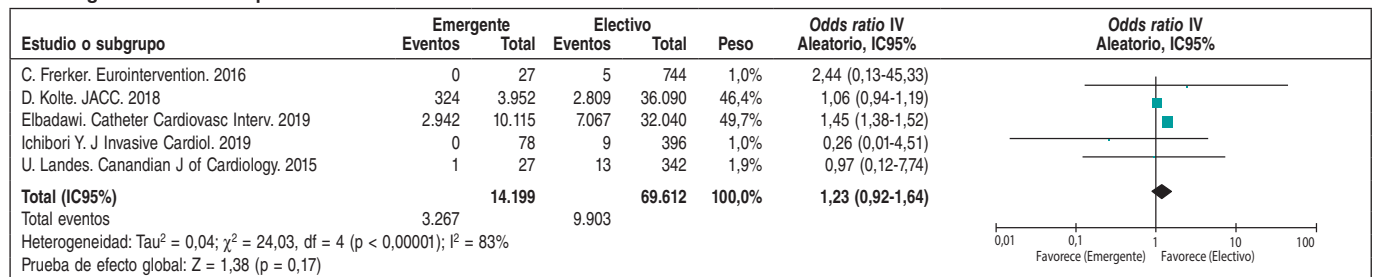 Emergente Electivo Odds ratio IV Odds ratio IV
Estudio o subgrupo Eventos Total Eventos Total Peso Aleatorio, IC95% Aleatorio, IC95%
C. Frerker. Eurointervention. 2016 0 27 5 744 1,0% 2,44 (0,13-45,33)
D. Kolte. JACC. 2018 324 3.952 2.809 36.090 46,4% 1,06 (0,94-1,19)
Elbadawi. Catheter Cardiovasc Interv. 2019 2.942 10.115 7.067 32.040 49,7% 1,45 (1,38-1,52)
Ichibori Y. J Invasive Cardiol. 2019 0 78 9 396 1,0% 0,26 (0,01-4,51)
U. Landes. Canandian J of Cardiology. 2015 1 27 13 342 1,9% 0,97 (0,12-7,74)
Total (IC95%) 14.199 69.612 100,0% 1,23 (0,92-1,64)
Total eventos 3.267 9.903
Heterogeneidad: Tau² = 0,04; χ² = 24,03, df = 4 (p < 0,00001); I² = 83%
Prueba de efecto global: Z = 1,38 (p = 0,17)
0,01 0,1 1 10 100
Favorece (Emergente) Favorece (Electivo)